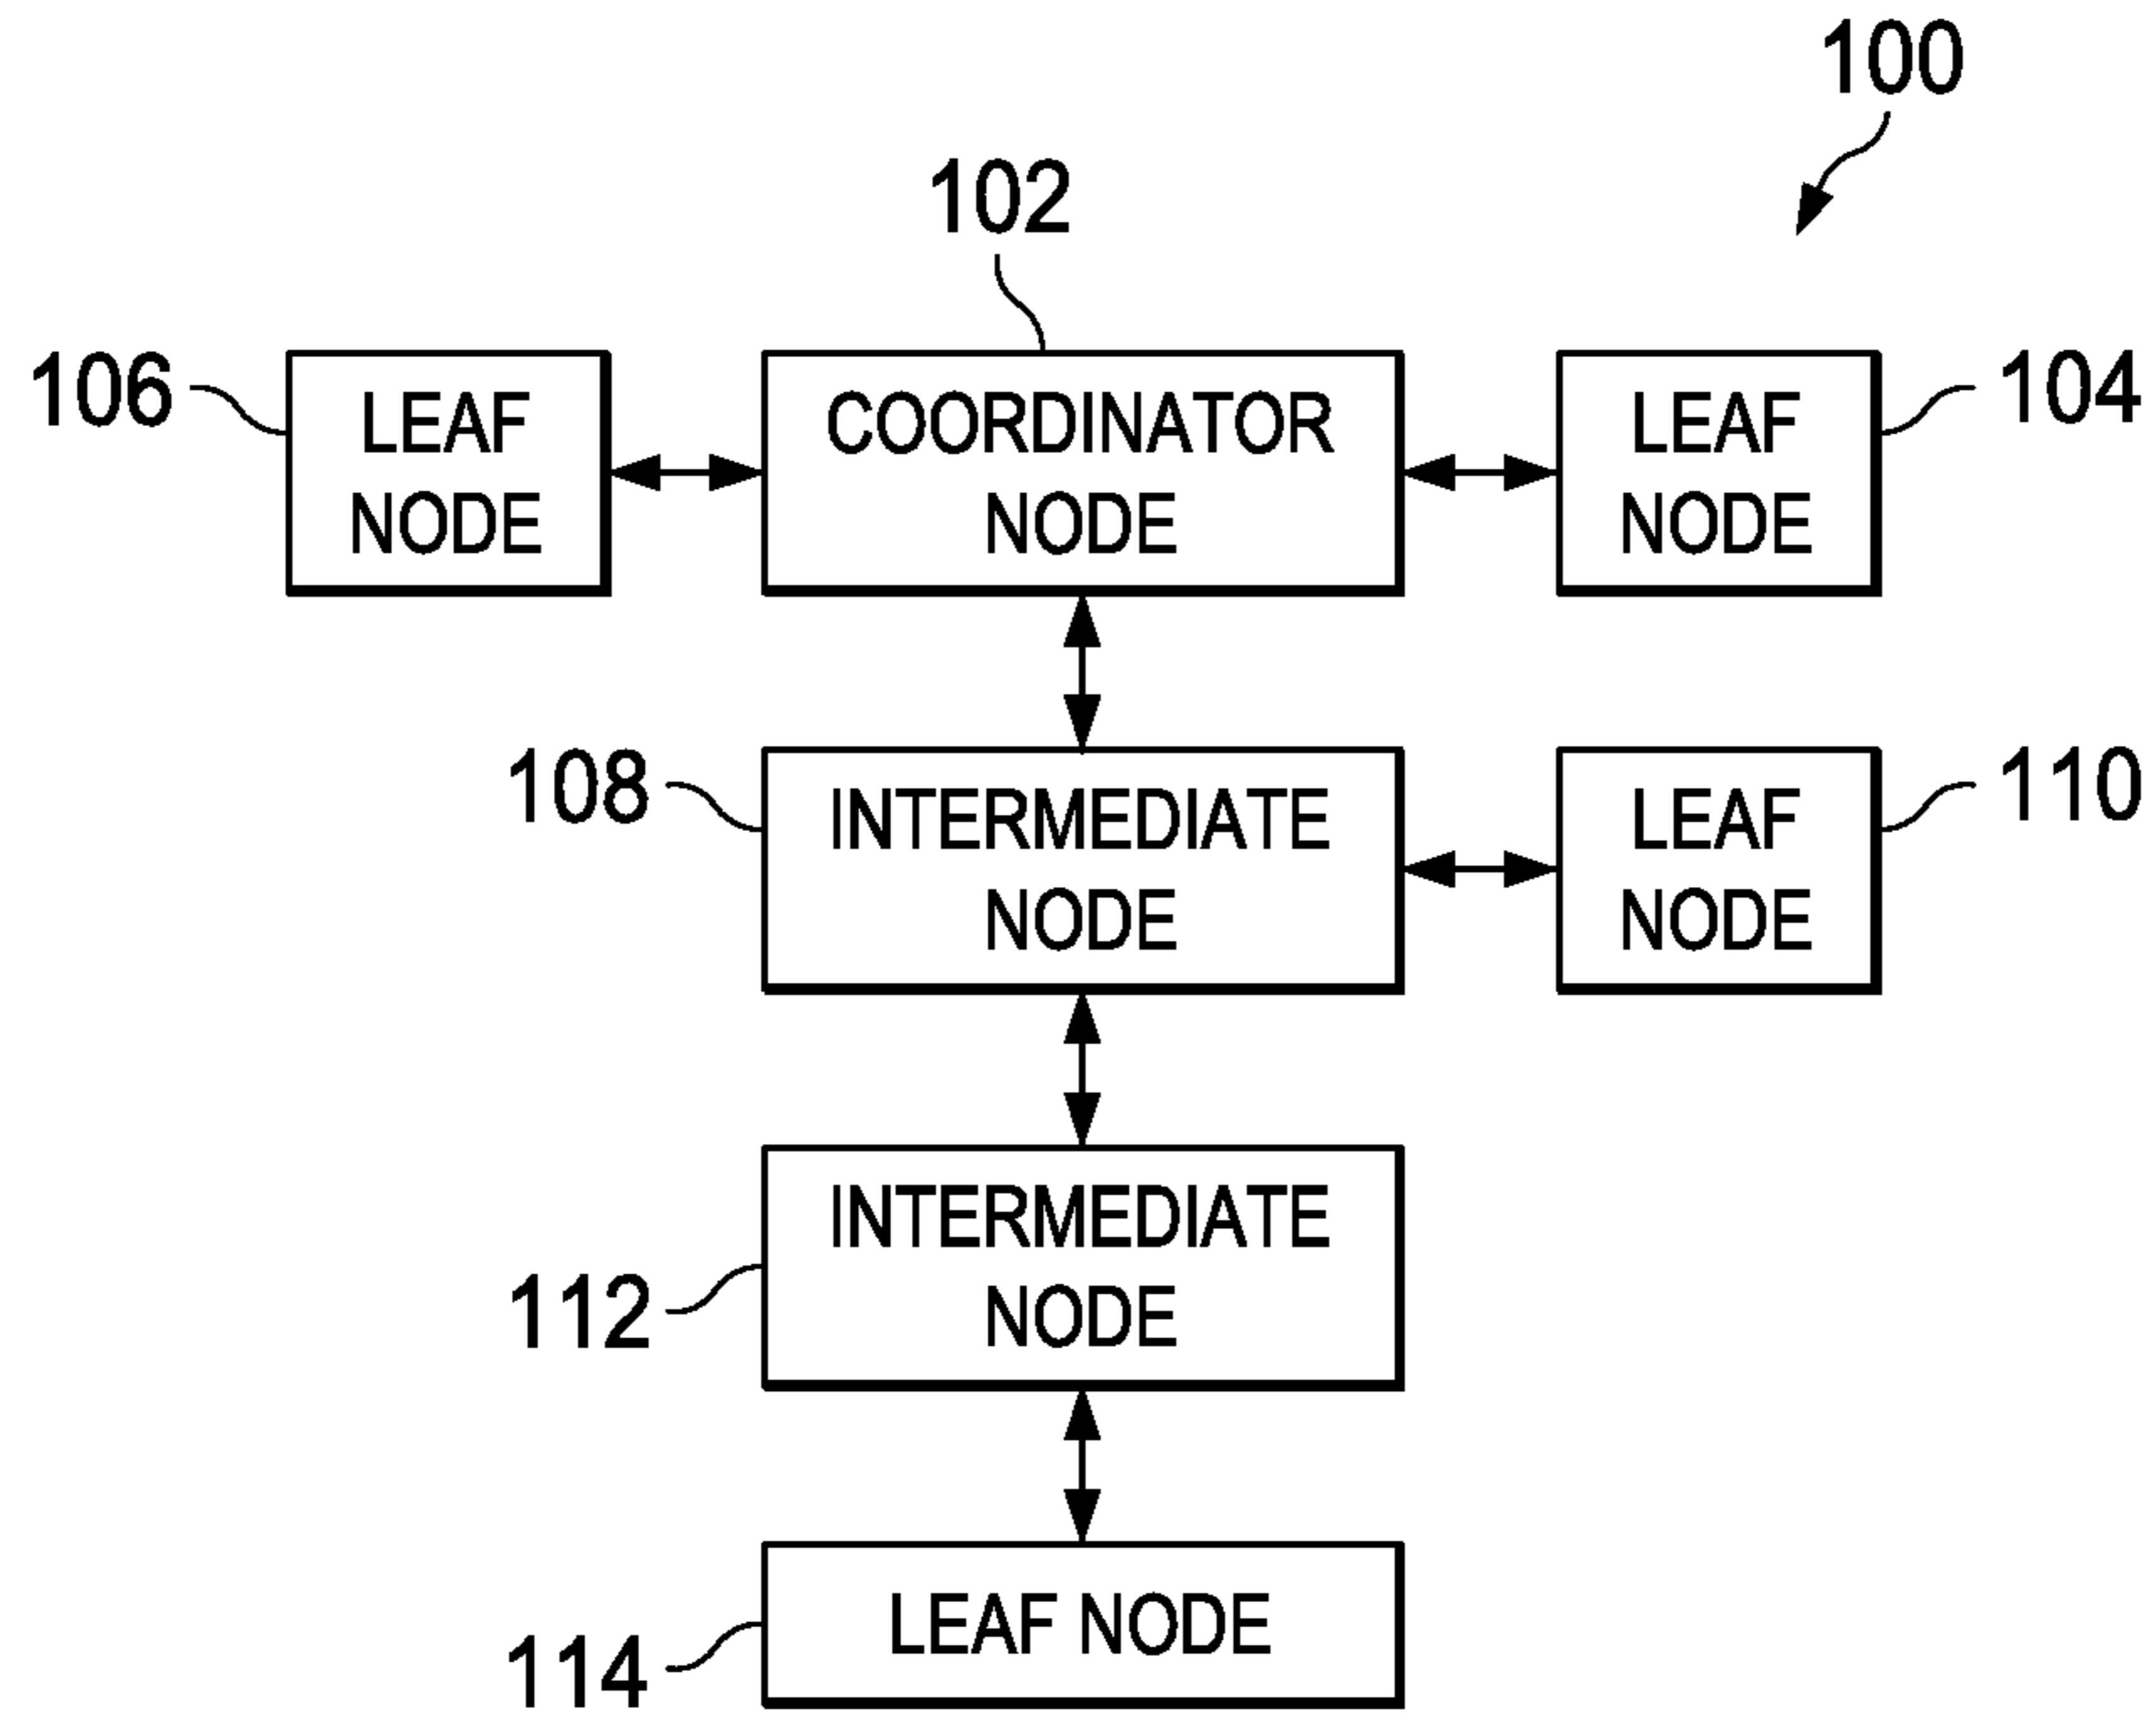 100
102
106
LEAF
NODE
COORDINATOR
NODE
LEAF
NODE
104
108
INTERMEDIATE
NODE
LEAF
NODE
110
112
INTERMEDIATE
NODE
114
LEAF NODE